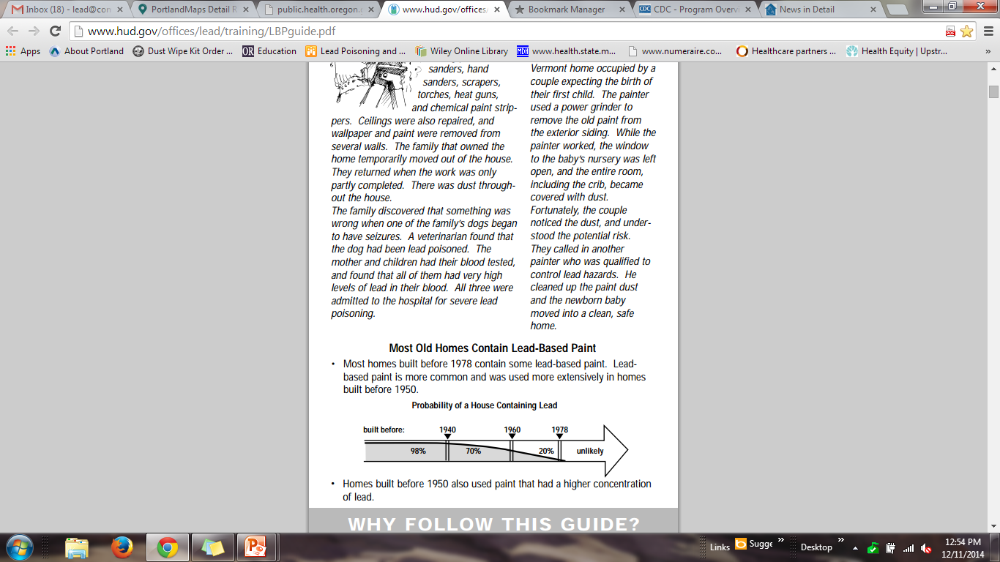 Inbox (18) - lead@con
PortlandMaps Detail R
public.health.oregon.g
www.hud.gov/offices/
Bookmark Manager
CDC - Program Overvi
News in Detail
www.hud.gov/offices/lead/training/LBPguide.pdf
Apps
About Portland
Dust Wipe Kit Order ...
Education
Lead Poisoning and ...
Wiley Online Library
www.health.state.m...
www.numeraire.co...
Healthcare partners ...
Health Equity | Upstr...
»
sanders, hand
sanders, scrapers,
torches, heat guns,
and chemical paint strip-
pers. Ceilings were also repaired, and
wallpaper and paint were removed from
several walls. The family that owned the
home temporarily moved out of the house.
They returned when the work was only
partly completed. There was dust through-
out the house.
The family discovered that something was
wrong when one of the family's dogs began
to have seizures. A veterinarian found that
the dog had been lead poisoned. The
mother and children had their blood tested,
and found that all of them had very high
levels of lead in their blood. All three were
admitted to the hospital for severe lead
poisoning.
Vermont home occupied by a
couple expecting the birth of
their first child. The painter
used a power grinder to
remove the old paint from
the exterior siding. While the
painter worked, the window
to the baby's nursery was left
open, and the entire room,
including the crib, became
covered with dust.
Fortunately, the couple
noticed the dust, and under-
stood the potential risk.
They called in another
painter who was qualified to
control lead hazards. He
cleaned up the paint dust
and the newborn baby
moved into a clean, safe
home.
Most Old Homes Contain Lead-Based Paint
• Most homes built before 1978 contain some lead-based paint. Lead-
based paint is more common and was used more extensively in homes
built before 1950.
Probability of a House Containing Lead
built before: 1940 1960 1978
98% 70% 20% unlikely
• Homes built before 1950 also used paint that had a higher concentration
of lead.
WHY FOLLOW THIS GUIDE?
Links
Sugge
»
Desktop
»
12:54 PM
12/11/2014